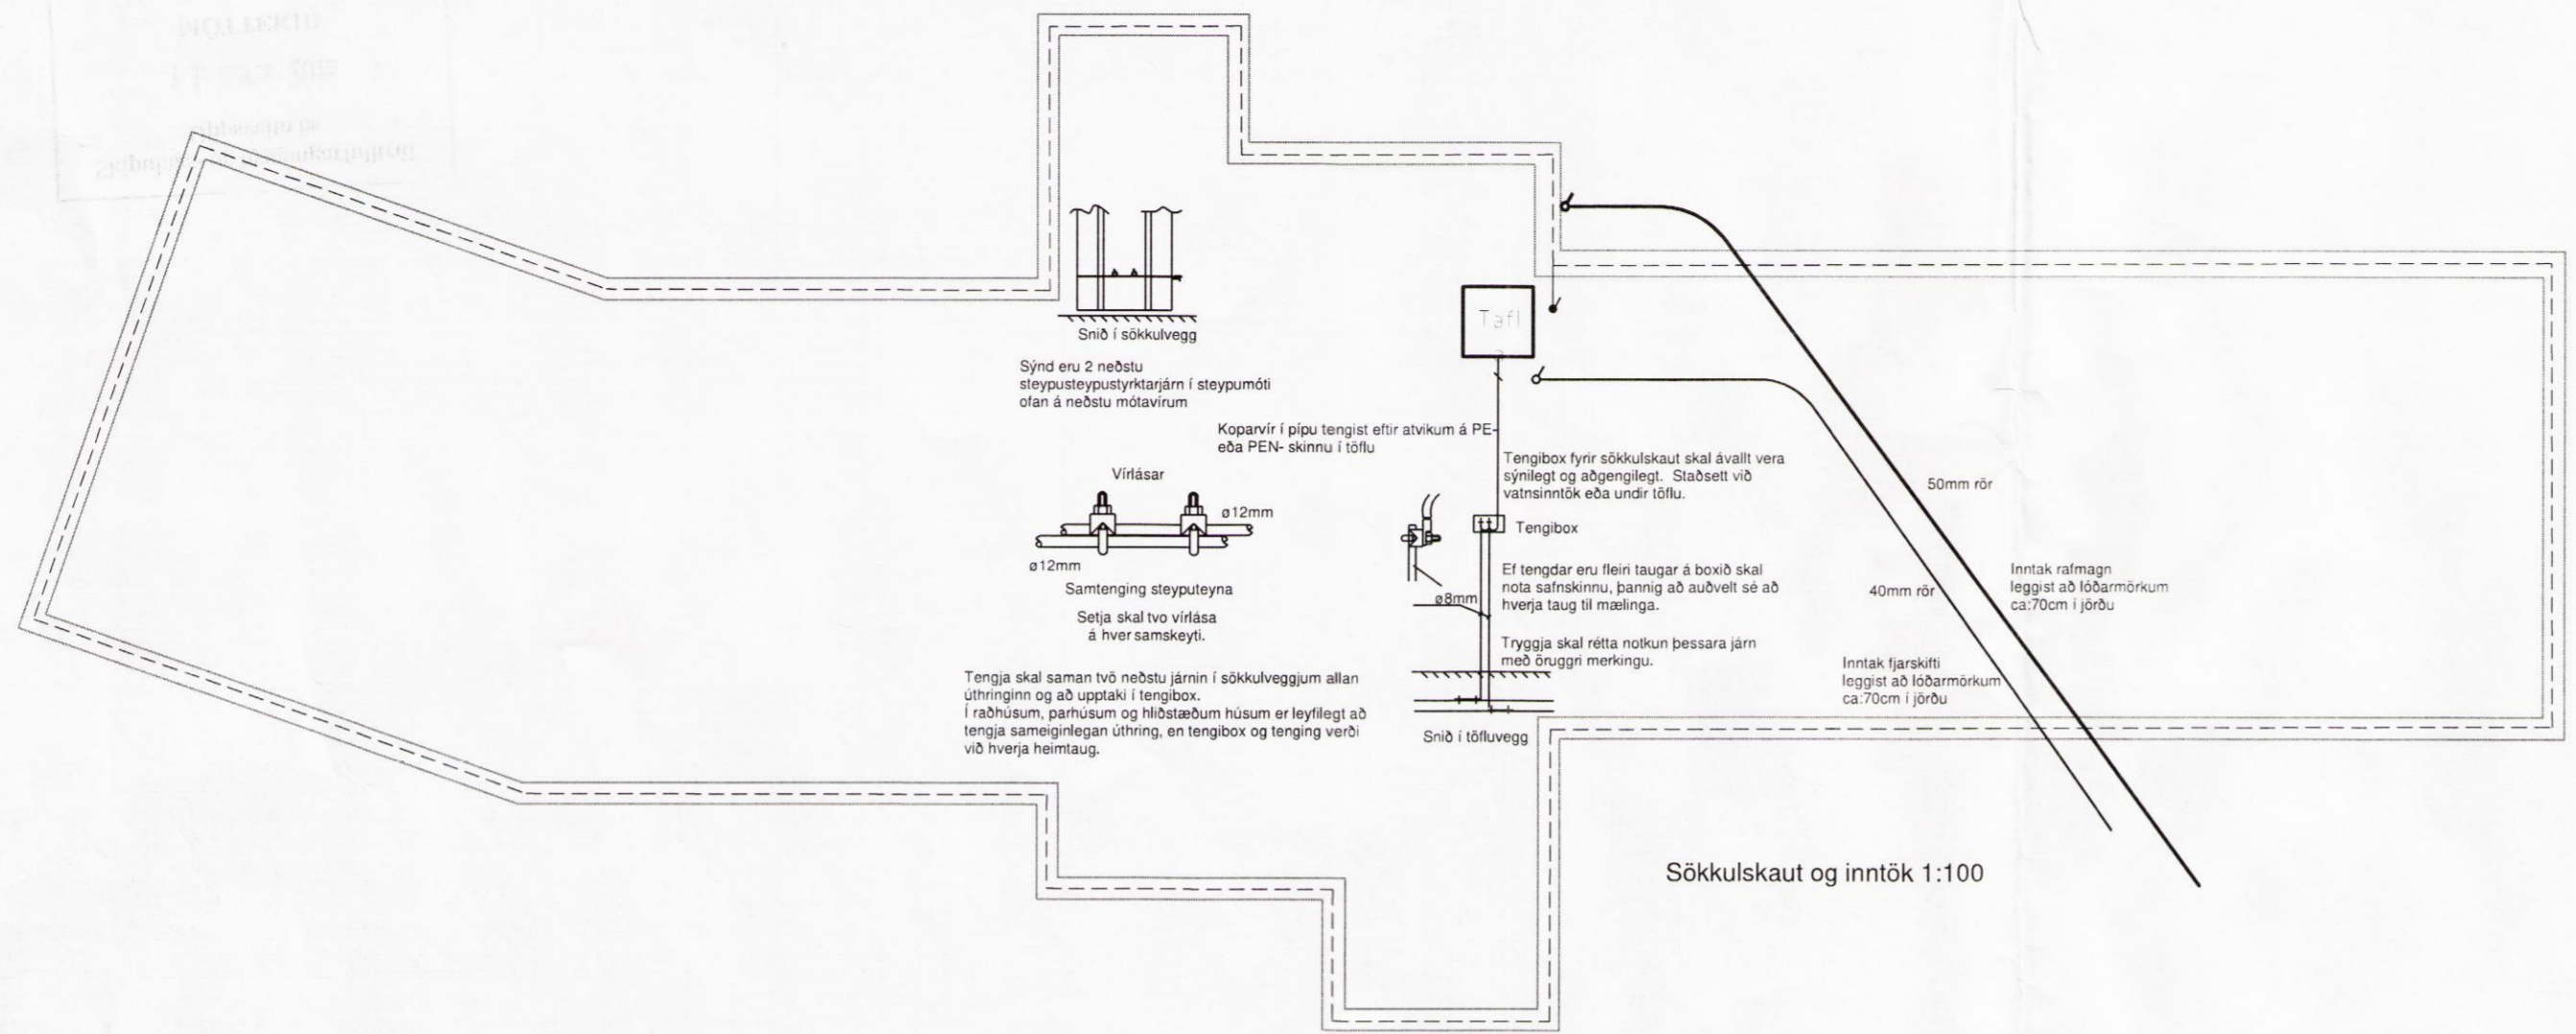 MÓTTEKIÐ
Snið í sökkulvegg
Sýnd eru 2 neðstu
steypusteypustyrktarjárn í steypumóti
ofan á neðstu mótavírum
Tafl
Koparvír í pípu tengist eftir atvikum á PE-
eða PEN- skinnu í töflu
Vírlásar
ø12mm
ø12mm
Samtenging steyputeyna
Setja skal tvo vírlása
á hver samskeyti.
Tengja skal saman tvö neðstu járnin í sökkulveggjum allan
úthringinn og að upptaki í tengibox.
Í raðhúsum, parhúsum og hliðstæðum húsum er leyfilegt að
tengja sameiginlegan úthring, en tengibox og tenging verði
við hverja heimtaug.
Tengibox fyrir sökkulskaut skal ávallt vera
sýnilegt og aðgengilegt. Staðsett við
vatnsinntök eða undir töflu.
Tengibox
Ef tengdar eru fleiri taugar á boxið skal
nota safnskinnu, þannig að auðvelt sé að
hverja taug til mælinga.
ø8mm
Tryggja skal rétta notkun þessara járn
með öruggri merkingu.
Snið í töfluvegg
50mm rör
40mm rör
Inntak rafmagn
leggist að lóðarmörkum
ca:70cm í jörðu
Inntak fjarskifti
leggist að lóðarmörkum
ca:70cm í jörðu
Sökkulskaut og inntök 1:100